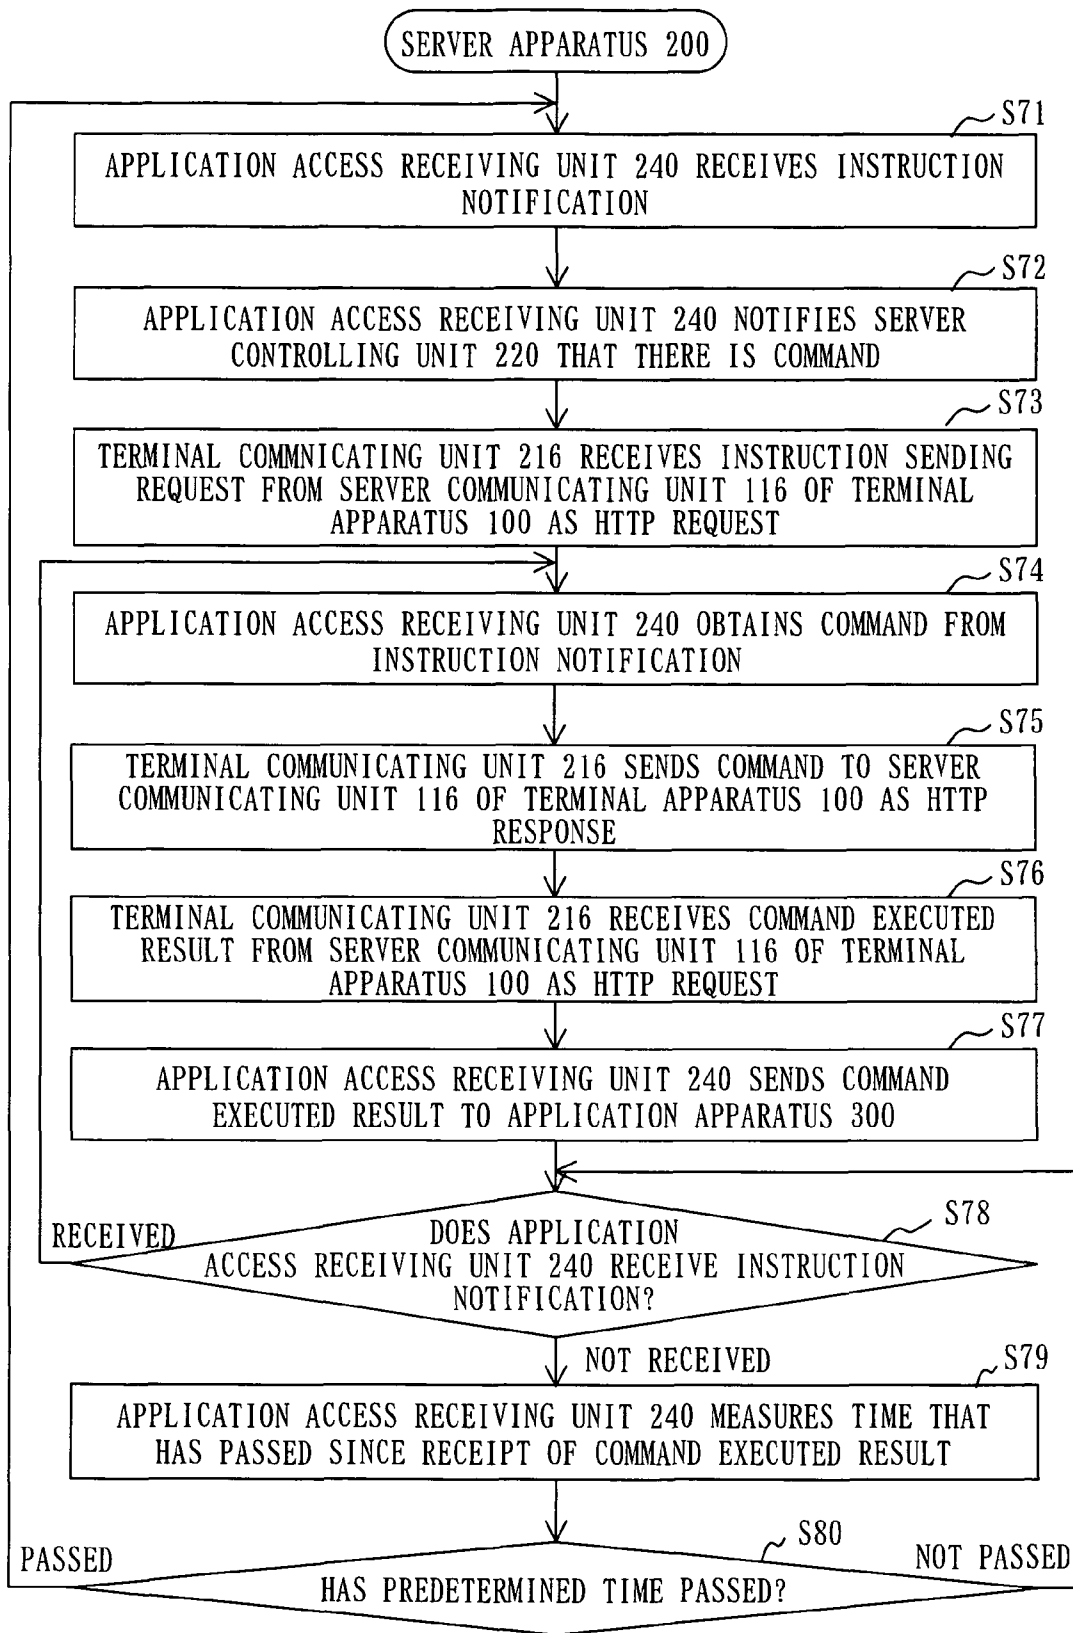 SERVER APPARATUS 200
S71
APPLICATION ACCESS RECEIVING UNIT 240 RECEIVES INSTRUCTION
NOTIFICATION
S72
APPLICATION ACCESS RECEIVING UNIT 240 NOTIFIES SERVER
CONTROLLING UNIT 220 THAT THERE IS COMMAND
S73
TERMINAL COMMNICATING UNIT 216 RECEIVES INSTRUCTION SENDING
REQUEST FROM SERVER COMMUNICATING UNIT 116 OF TERMINAL
APPARATUS 100 AS HTTP REQUEST
S74
APPLICATION ACCESS RECEIVING UNIT 240 OBTAINS COMMAND FROM
INSTRUCTION NOTIFICATION
S75
TERMINAL COMMUNICATING UNIT 216 SENDS COMMAND TO SERVER
COMMUNICATING UNIT 116 OF TERMINAL APPARATUS 100 AS HTTP
RESPONSE
S76
TERMINAL COMMUNICATING UNIT 216 RECEIVES COMMAND EXECUTED
RESULT FROM SERVER COMMUNICATING UNIT 116 OF TERMINAL
APPARATUS 100 AS HTTP REQUEST
S77
APPLICATION ACCESS RECEIVING UNIT 240 SENDS COMMAND
EXECUTED RESULT TO APPLICATION APPARATUS 300
S78
RECEIVED
DOES APPLICATION
ACCESS RECEIVING UNIT 240 RECEIVE INSTRUCTION
NOTIFICATION?
NOT RECEIVED
S79
APPLICATION ACCESS RECEIVING UNIT 240 MEASURES TIME THAT
HAS PASSED SINCE RECEIPT OF COMMAND EXECUTED RESULT
S80
PASSED
NOT PASSED
HAS PREDETERMINED TIME PASSED?